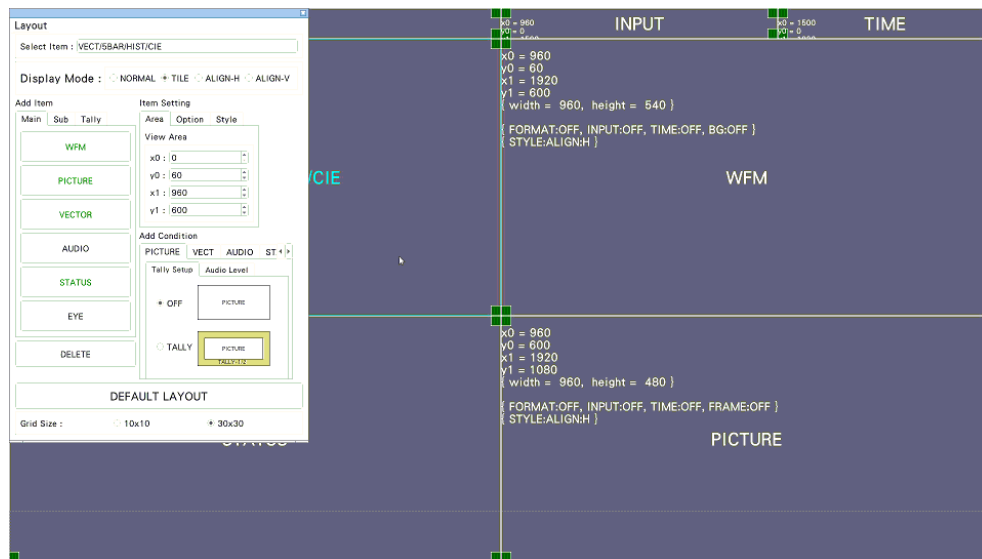 Layout
Select Item : VECT/5BAR/HIST/CIE
Display Mode : NORMAL TILE ALIGN-H ALIGN-V
Add Item
Main Sub Tally
WFM
PICTURE
VECTOR
AUDIO
STATUS
EYE
DELETE
Item Setting
Area Option Style
View Area
x0 : 0
y0 : 60
x1 : 960
y1 : 600
Add Condition
PICTURE VECT AUDIO ST
Tally Setup Audio Level
OFF PICTURE
TALLY PICTURE
TALLY-1/2
DEFAULT LAYOUT
Grid Size : 10x10 30x30
/CIE
STATUS
x0 = 960
y0 = 0
INPUT
x0 = 1500
y0 = 0
TIME
x0 = 960
y0 = 60
x1 = 1920
y1 = 600
{ width = 960, height = 540 }
{ FORMAT:OFF, INPUT:OFF, TIME:OFF, BG:OFF }
{ STYLE:ALIGN:H }
WFM
x0 = 960
y0 = 600
x1 = 1920
y1 = 1080
{ width = 960, height = 480 }
{ FORMAT:OFF, INPUT:OFF, TIME:OFF, FRAME:OFF }
{ STYLE:ALIGN:H }
PICTURE